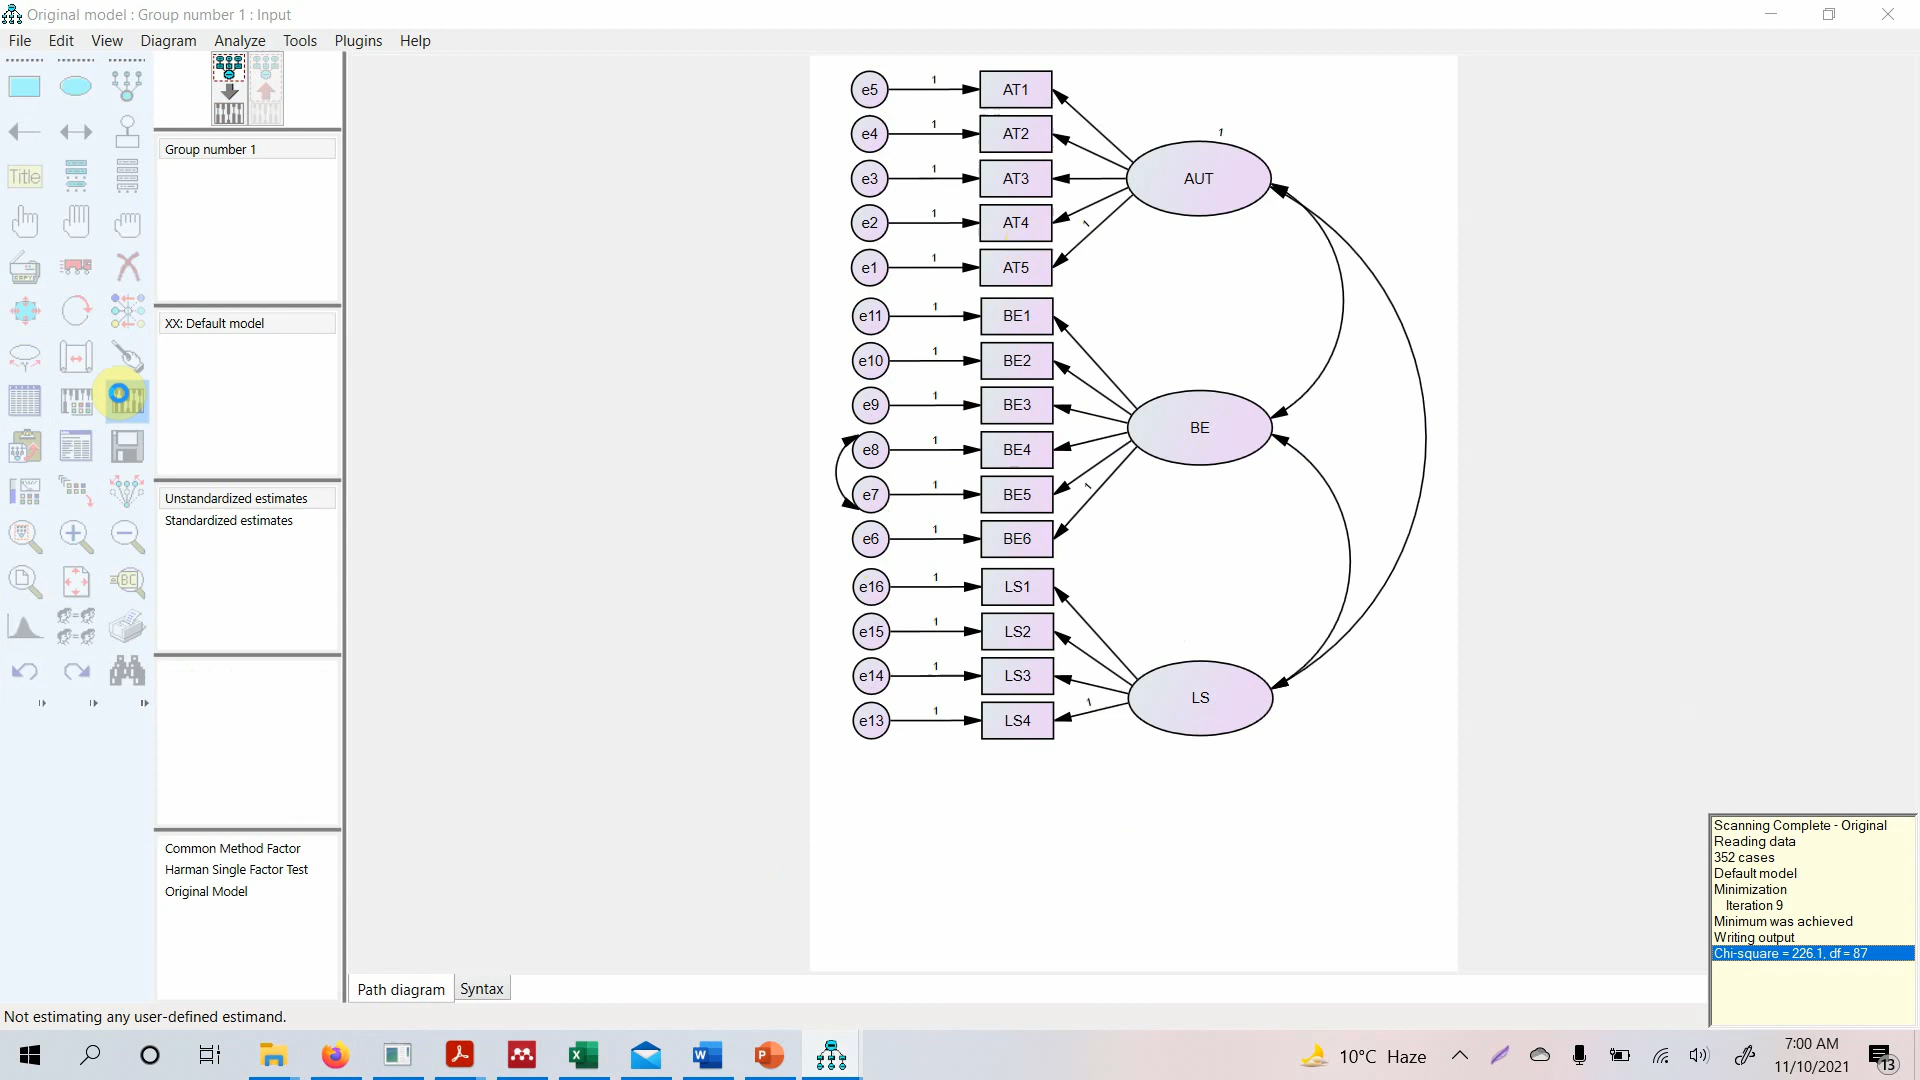 Original model : Group number 1 : Input
File Edit View Diagram Analyze Tools Plugins Help
Title
Group number 1
XX: Default model
Unstandardized estimates
Standardized estimates
Common Method Factor
Harman Single Factor Test
Original Model
e5 1 AT1
e4 1 AT2
e3 1 AT3
e2 1 AT4
e1 1 AT5
1
AUT
1
e11 1 BE1
e10 1 BE2
e9 1 BE3
e8 1 BE4
e7 1 BE5
e6 1 BE6
BE
1
e16 1 LS1
e15 1 LS2
e14 1 LS3
e13 1 LS4
LS
1
Scanning Complete - Original
Reading data
352 cases
Default model
Minimization
Iteration 9
Minimum was achieved
Writing output
Chi-square = 226.1, df = 87
Path diagram Syntax
Not estimating any user-defined estimand.
10°C Haze
7:00 AM
11/10/2021
13